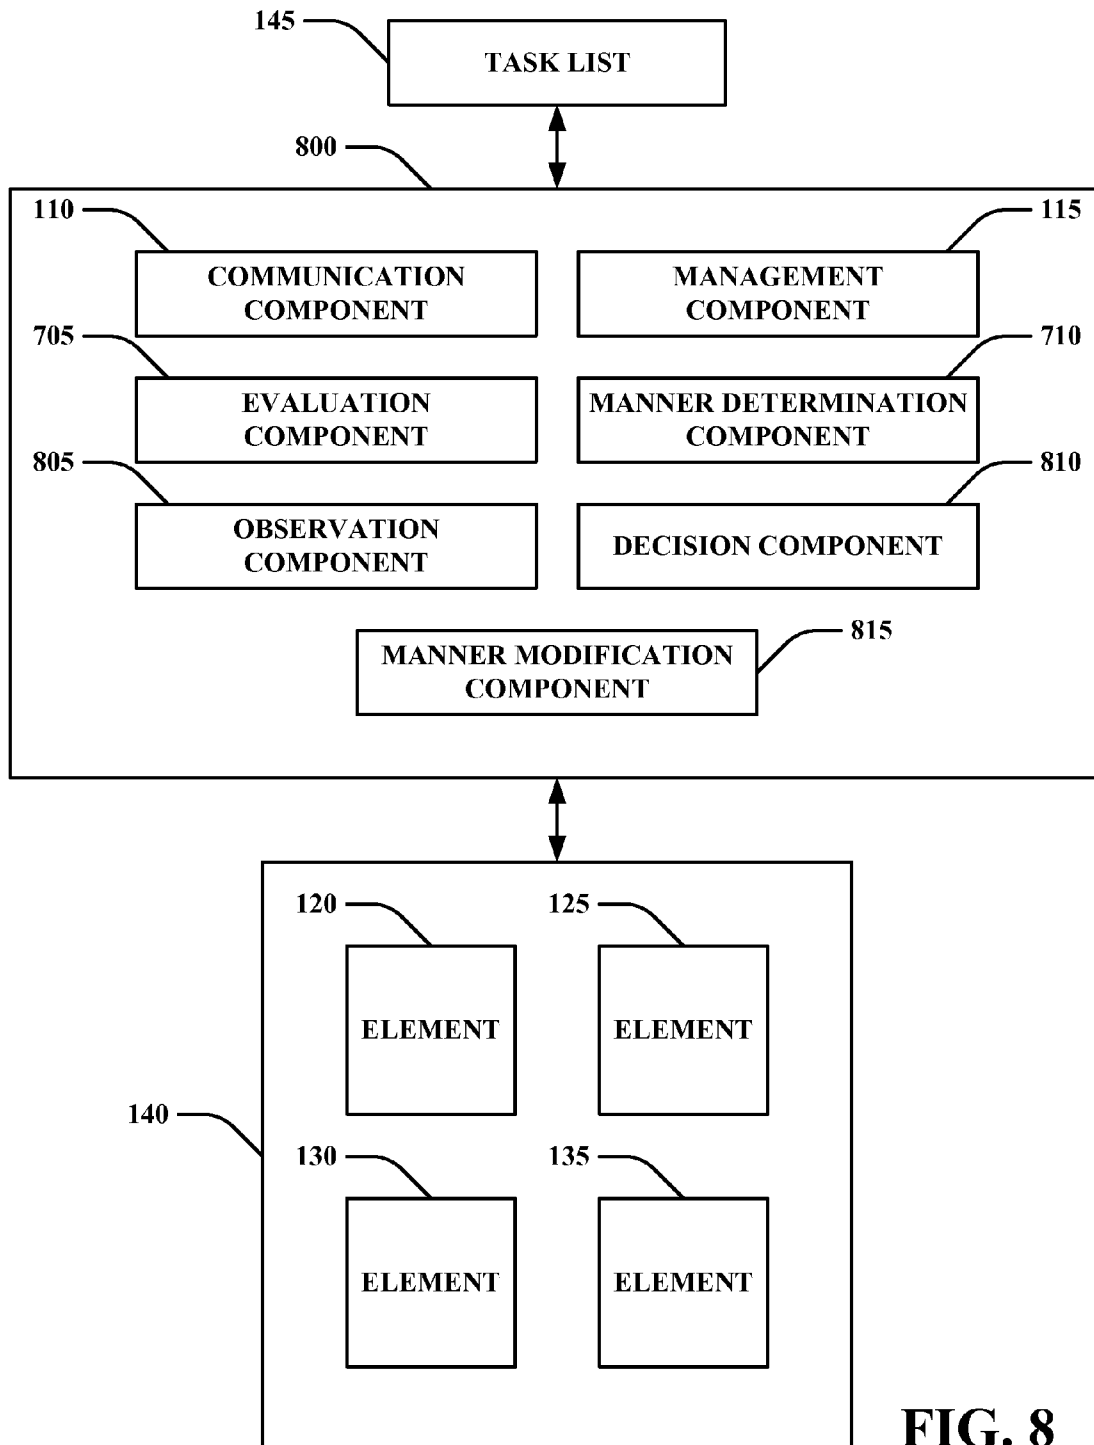 145
TASK LIST
800
110
115
COMMUNICATION
COMPONENT
MANAGEMENT
COMPONENT
705
710
EVALUATION
COMPONENT
MANNER DETERMINATION
COMPONENT
805
810
OBSERVATION
COMPONENT
DECISION COMPONENT
815
MANNER MODIFICATION
COMPONENT
120
125
ELEMENT
ELEMENT
140
130
135
ELEMENT
ELEMENT
FIG. 8